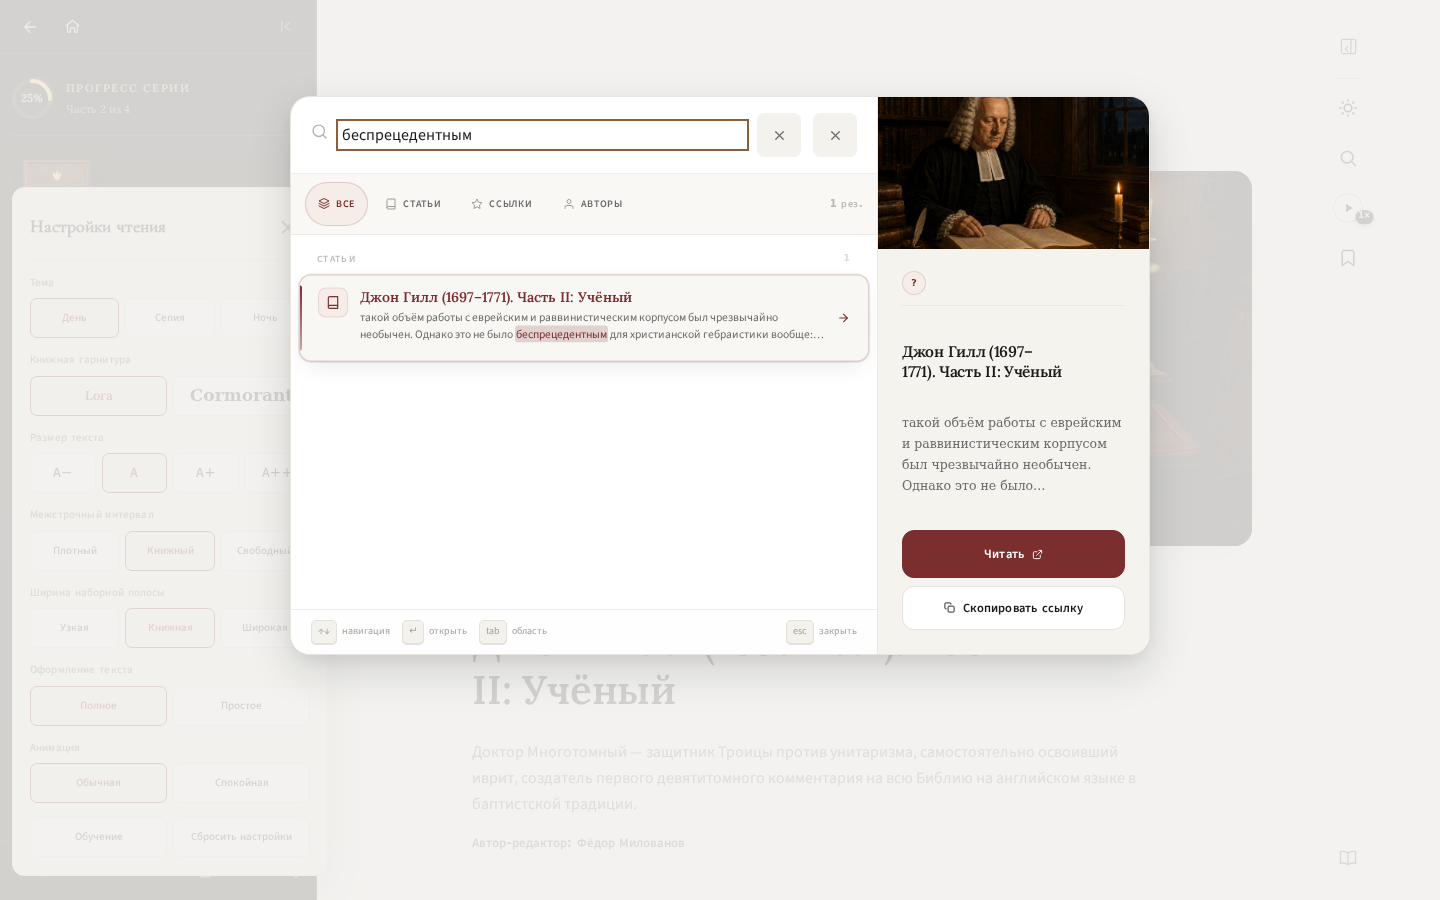 ПРОГРЕСС СЕРИИ
25%
Часть 2 из 4
Настройки чтения
Тема
День
Сепия
Ночь
Книжная гарнитура
Lora
Cormorant
Размер текста
A−
A
A+
A++
Межстрочный интервал
Плотный
Книжный
Свободный
Ширина наборной полосы
Узкая
Книжная
Широкая
Оформление текста
Полное
Простое
Анимация
Обычная
Спокойная
Обучение
Сбросить настройки
беспрецедентным
ВСЕ
СТАТЬИ
ССЫЛКИ
АВТОРЫ
1 рез.
СТАТЬИ
1
Джон Гилл (1697–1771). Часть II: Учёный
такой объём работы с еврейским и раввинистическим корпусом был чрезвычайно
необычен. Однако это не было беспрецедентным для христианской гебраистики вообще:…
навигация
открыть
tab
область
esc
закрыть
?
Джон Гилл (1697–
1771). Часть II: Учёный
такой объём работы с еврейским
и раввинистическим корпусом
был чрезвычайно необычен.
Однако это не было…
Читать
Скопировать ссылку
1×
II: Учёный
Доктор Многотомный — защитник Троицы против унитаризма, самостоятельно освоивший
иврит, создатель первого девятитомного комментария на всю Библию на английском языке в
баптистской традиции.
Автор-редактор: Фёдор Милованов